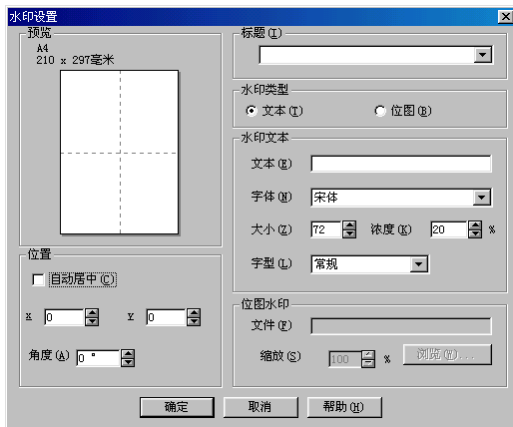 水印设置
预览
A4
210 x 297毫米
位置
自动居中(C)
X 0 Y 0
角度(A) 0 °
标题(I)
水印类型
文本(T) 位图(B)
水印文本
文本(E)
字体(N) 宋体
大小(Z) 72 浓度(K) 20 %
字型(L) 常规
位图水印
文件(F)
缩放(S) 100 % 浏览(W)...
确定 取消 帮助(H)